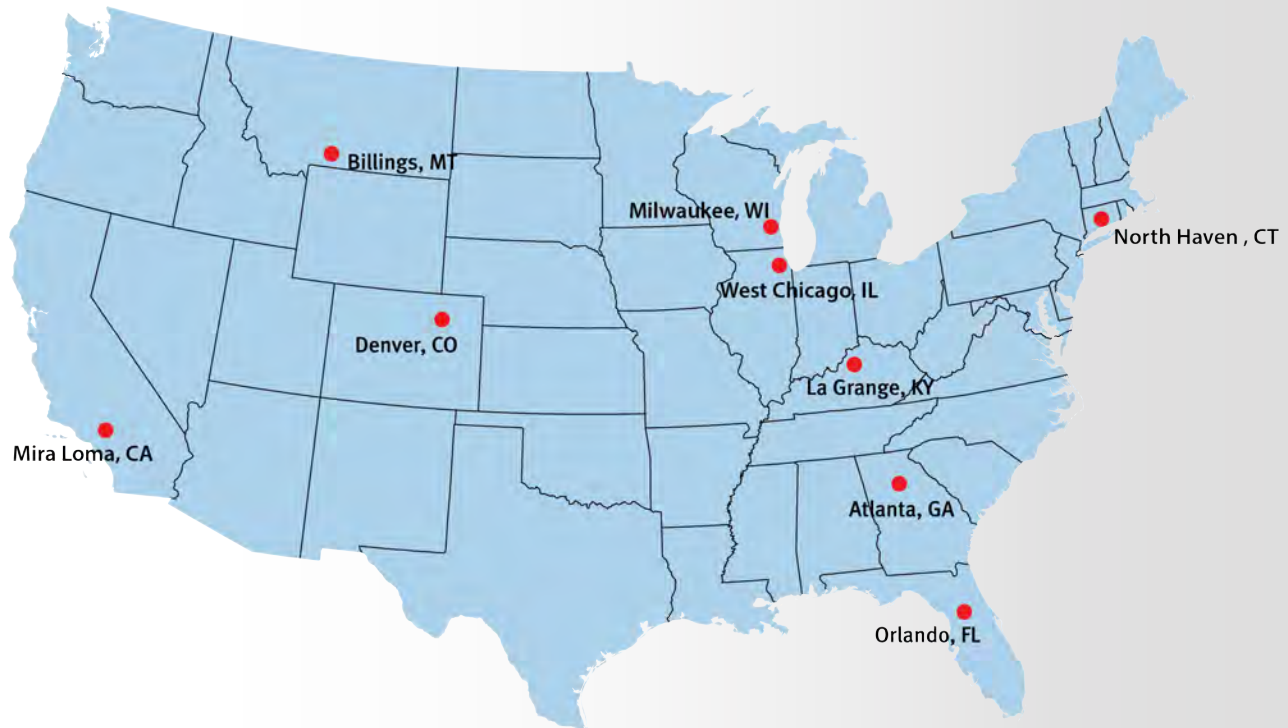 Billings, MT
Milwaukee, WI
North Haven , CT
West Chicago, IL
Denver, CO
La Grange, KY
Mira Loma, CA
Atlanta, GA
Orlando, FL